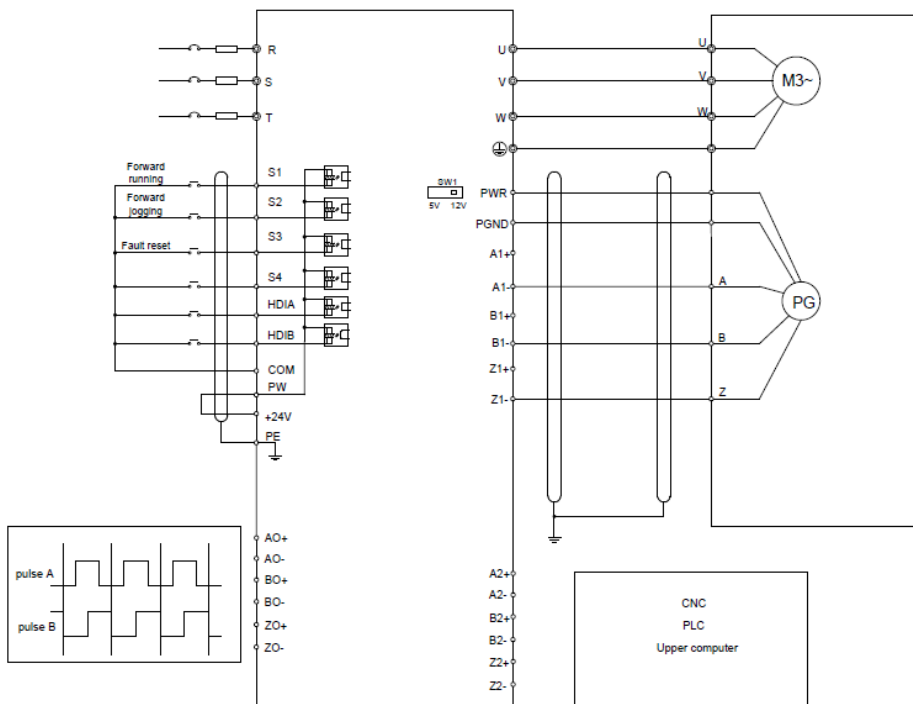 R
S
T
Forward
running
S1
Forward
jogging
S2
Fault reset
S3
S4
HDIA
HDIB
COM
PW
+24V
PE
pulse A
pulse B
AO+
AO-
BO+
BO-
ZO+
ZO-
U
V
W
SW1
5V 12V
PWR
PGND
A1+
A1-
B1+
B1-
Z1+
Z1-
A2+
A2-
B2+
B2-
Z2+
Z2-
U
V
W
M3~
A
B
Z
PG
CNC
PLC
Upper computer